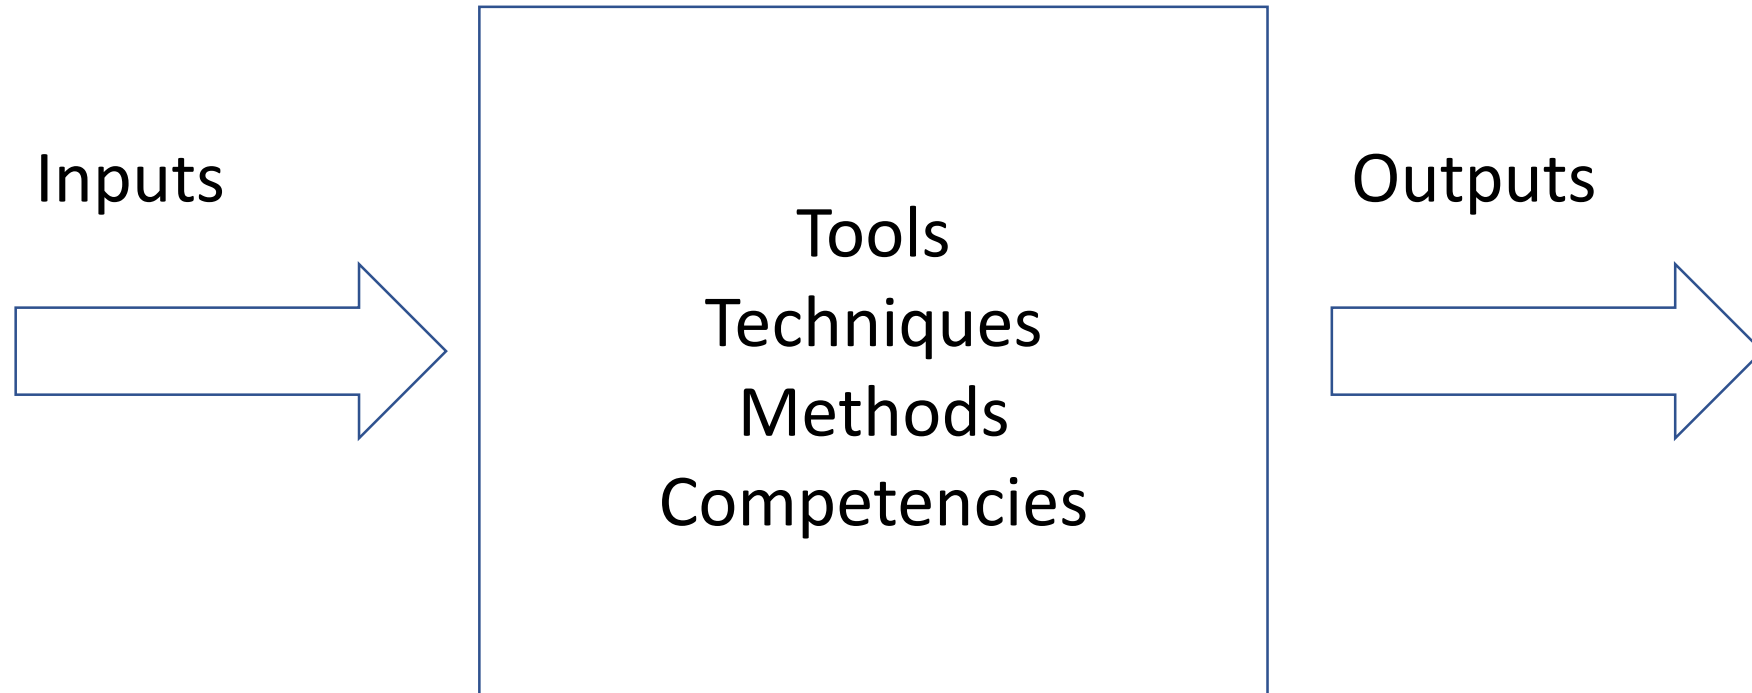 Inputs
Tools
Techniques
Methods
Competencies
Outputs